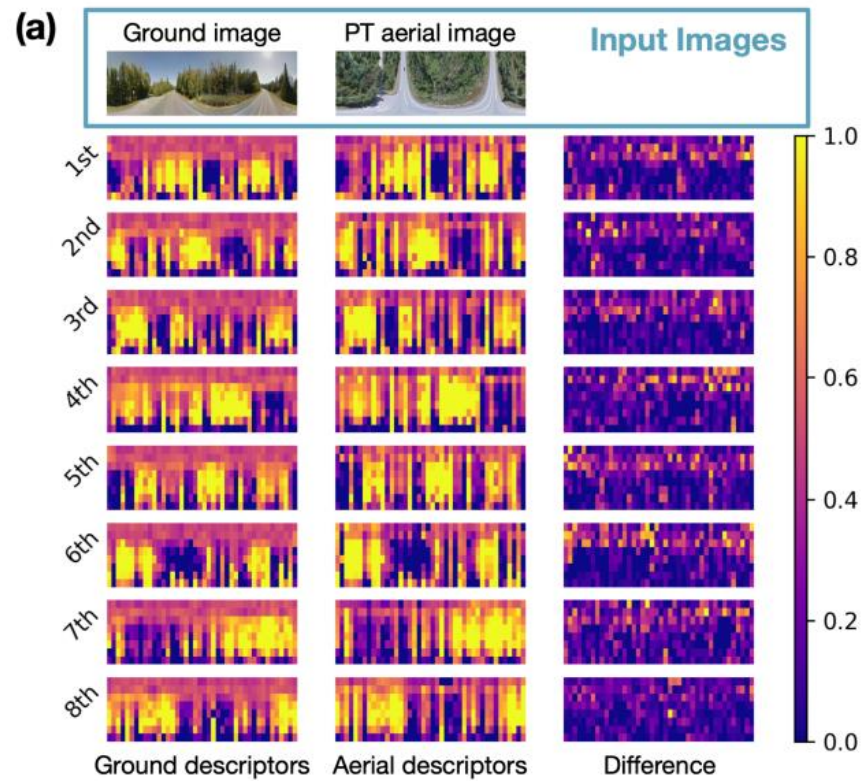 (a)
Ground image PT aerial image Input Images
1st
2nd
3rd
4th
5th
6th
7th
8th
1.0
0.8
0.6
0.4
0.2
0.0
Ground descriptors Aerial descriptors Difference